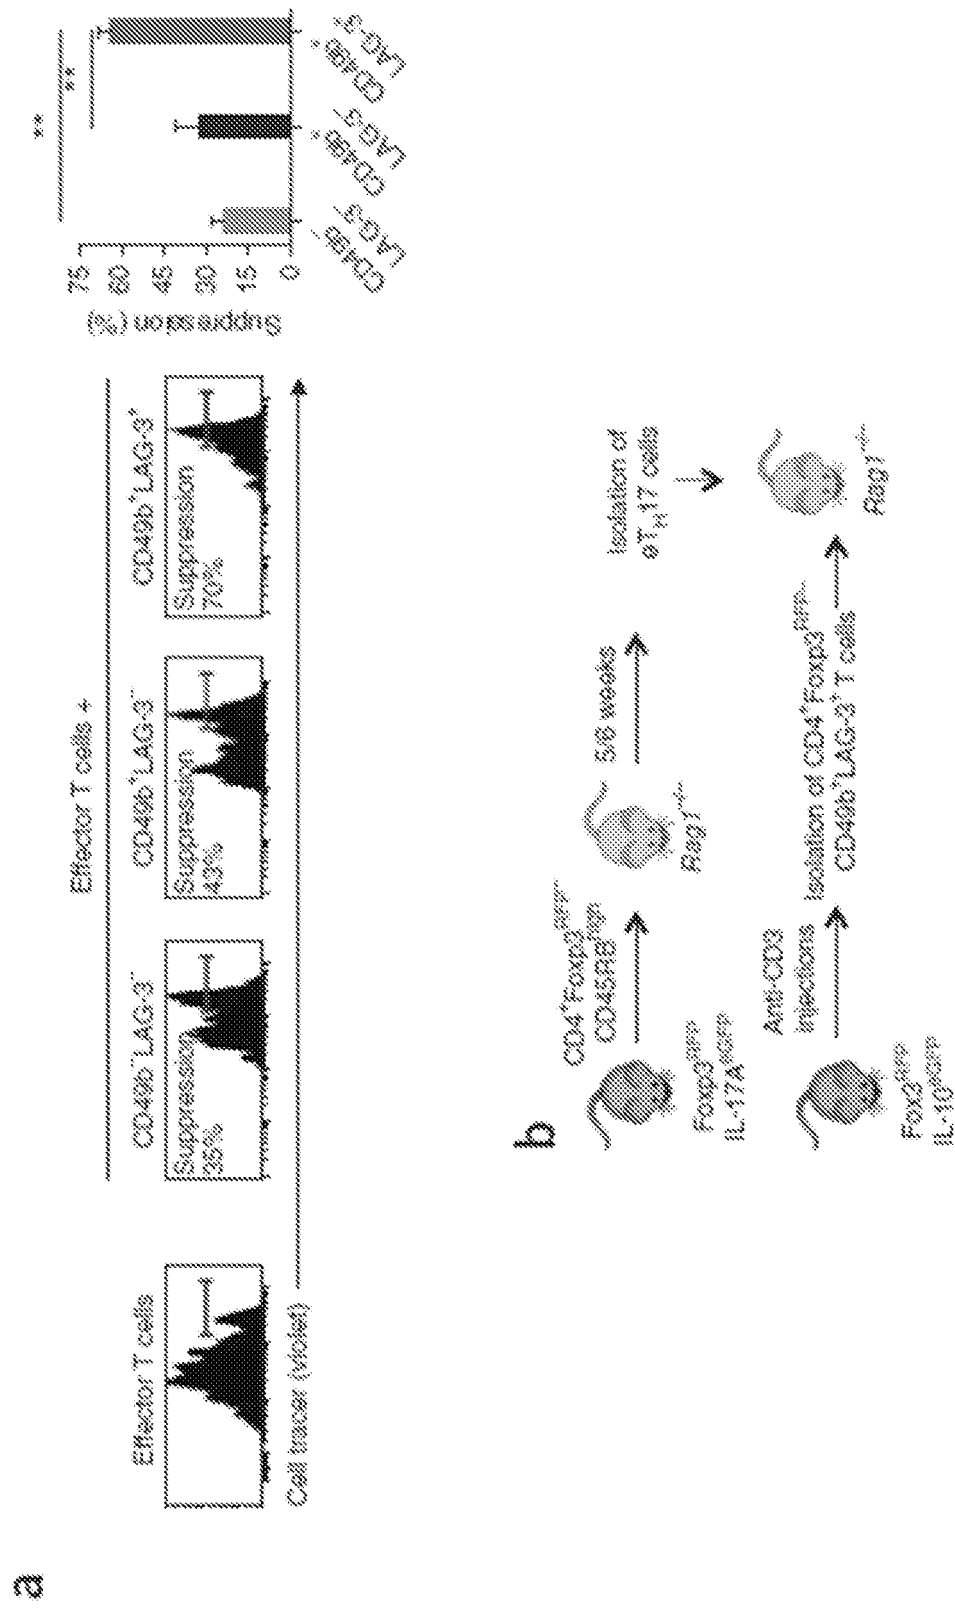 a
Effector T cells +
Effector T cells
CD49b⁻LAG-3⁻
CD49b⁺LAG-3⁻
CD49b⁺LAG-3⁺
Suppression
35%
Suppression
43%
Suppression
70%
Cell tracer (violet)
Suppression (%)
75
60
45
30
15
0
**
**
CD49b⁻
LAG-3⁻
CD49b⁺
LAG-3⁻
CD49b⁺
LAG-3⁺
b
CD4⁺Foxp3ᴿᶠᴾ⁻
CD45RBʰⁱᵍʰ
5/6 weeks
Isolation of
eTH17 cells
Foxp3ᴿᶠᴾ
IL-17Aᵉᴳᶠᴾ
Rag1⁻/⁻
Anti-CD3
injections
Isolation of CD4⁺Foxp3ᴿᶠᴾ⁻
CD49b⁺LAG-3⁺ T cells
Fox3ᴿᶠᴾ
IL-10ᵉᴳᶠᴾ
Rag1⁻/⁻